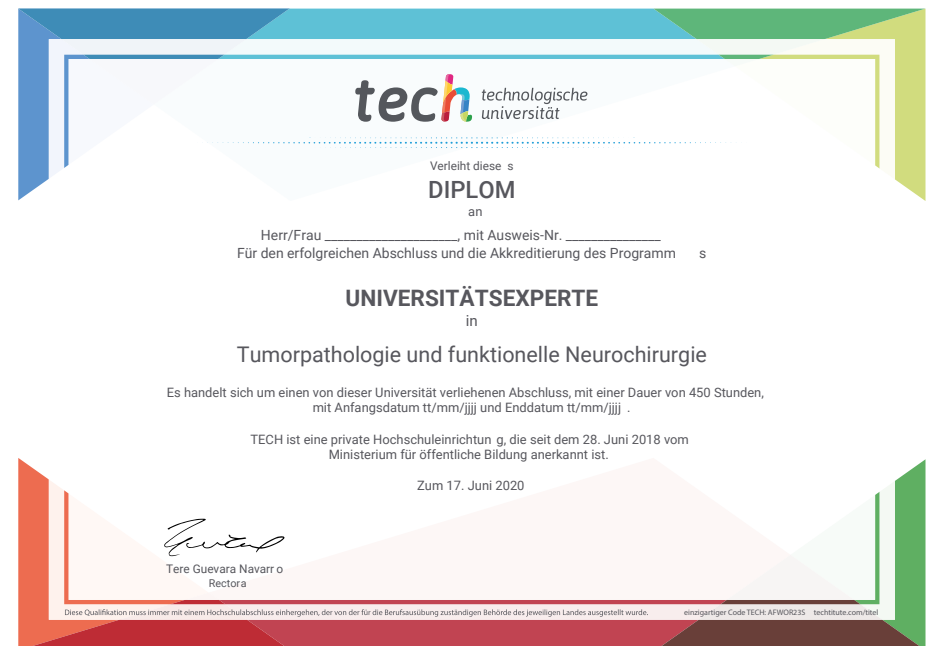 tech technologische
universität
Verleiht diese s
DIPLOM
an
Herr/Frau ____________________, mit Ausweis-Nr. ______________
Für den erfolgreichen Abschluss und die Akkreditierung des Programm s
UNIVERSITÄTSEXPERTE
in
Tumorpathologie und funktionelle Neurochirurgie
Es handelt sich um einen von dieser Universität verliehenen Abschluss, mit einer Dauer von 450 Stunden,
mit Anfangsdatum tt/mm/jjjj und Enddatum tt/mm/jjjj .
TECH ist eine private Hochschuleinrichtun g, die seit dem 28. Juni 2018 vom
Ministerium für öffentliche Bildung anerkannt ist.
Zum 17. Juni 2020
Tere Guevara Navarr o
Rectora
Diese Qualifikation muss immer mit einem Hochschulabschluss einhergehen, der von der für die Berufsausübung zuständigen Behörde des jeweiligen Landes ausgestellt wurde. einzigartiger Code TECH: AFWOR23S techtitute.com/titel